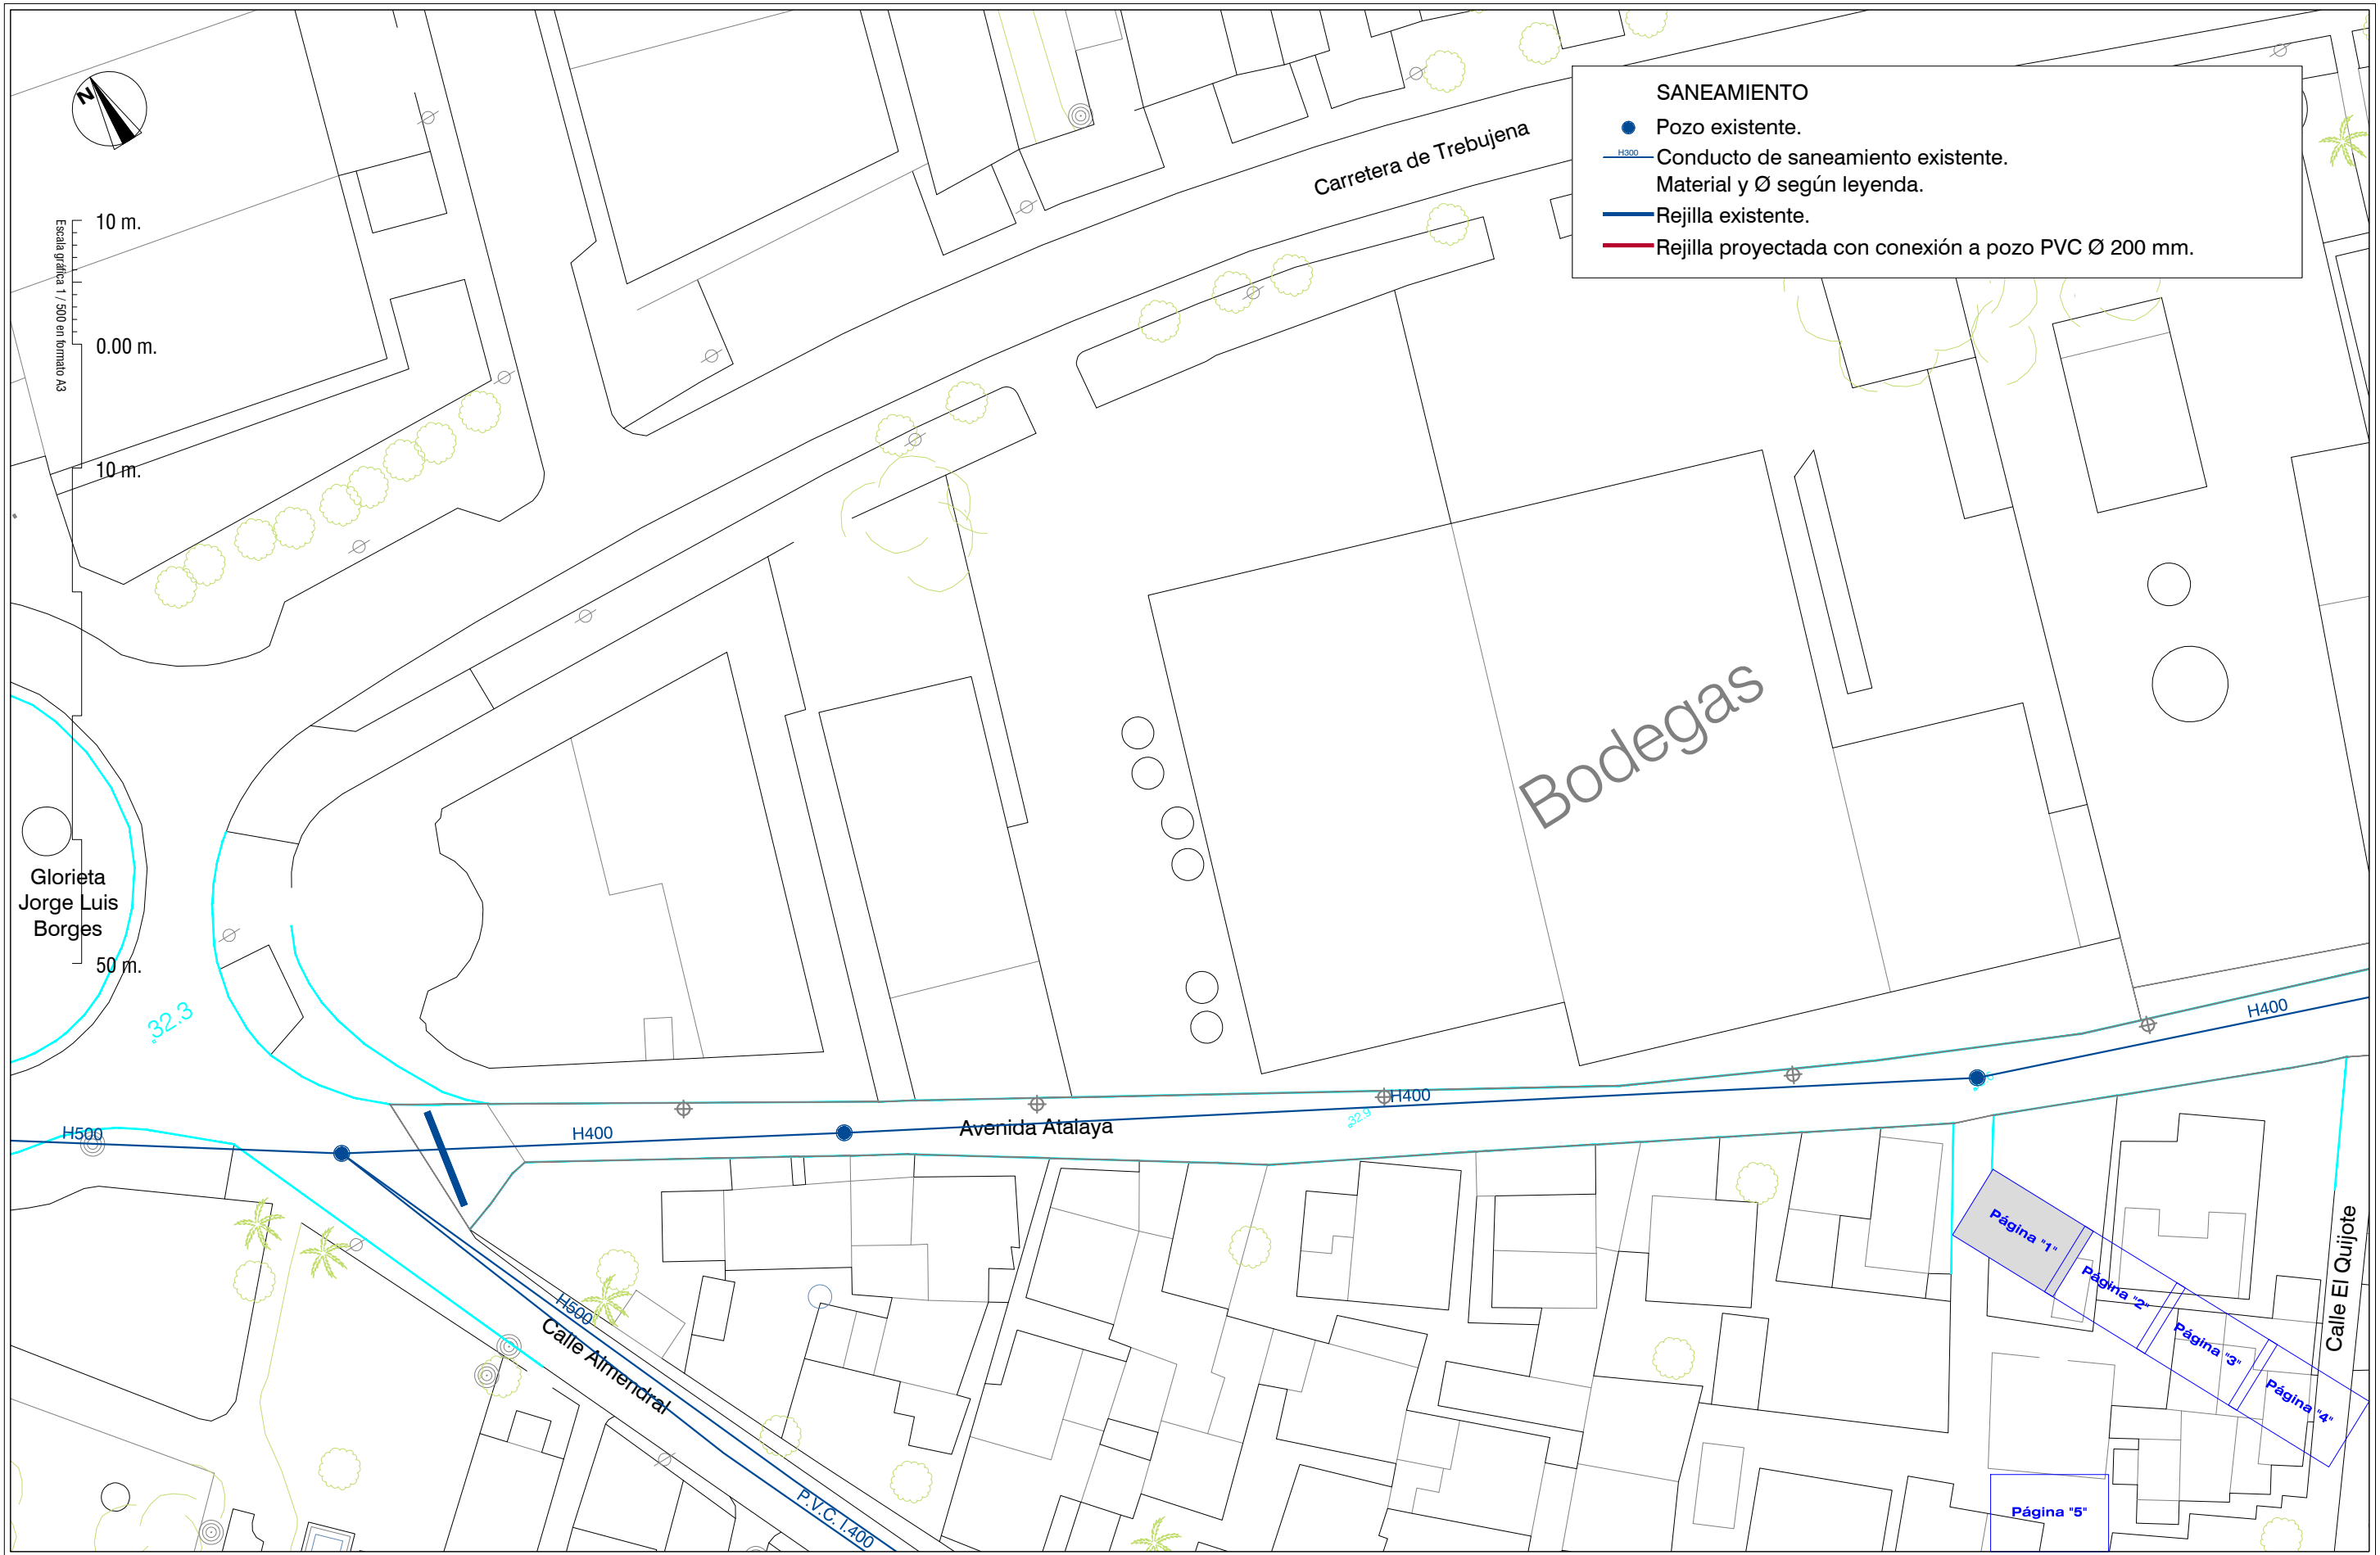 N
SANEAMIENTO
Pozo existente.
H300
Conducto de saneamiento existente.
Material y Ø según leyenda.
Rejilla existente.
Rejilla proyectada con conexión a pozo PVC Ø 200 mm.
Carretera de Trebujena
10 m.
0.00 m.
10 m.
50 m.
Escala gráfica 1 / 500 en formato A3
Bodegas
Glorieta
Jorge Luis
Borges
32.3
H400
H400
H400
H500
Avenida Atalaya
32.9
H500
Calle Almendral
P.V.C. I.400
Calle El Quijote
Página "1"
Página "2"
Página "3"
Página "4"
Página "5"